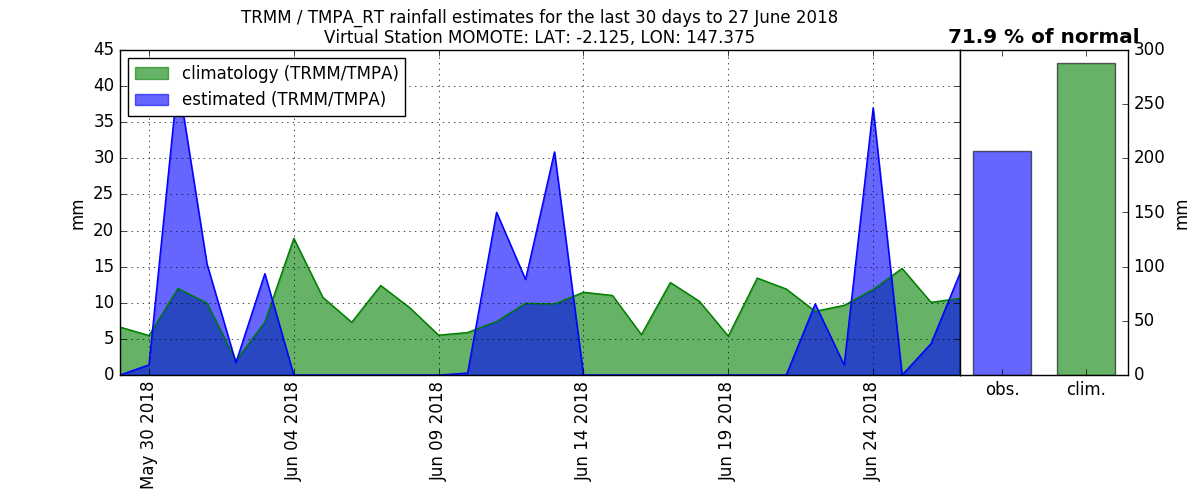 TRMM / TMPA_RT rainfall estimates for the last 30 days to 27 June 2018
Virtual Station MOMOTE: LAT: -2.125, LON: 147.375
71.9 % of normal
climatology (TRMM/TMPA)
estimated (TRMM/TMPA)
45
40
35
30
25
20
15
10
5
0
mm
May 30 2018
Jun 04 2018
Jun 09 2018
Jun 14 2018
Jun 19 2018
Jun 24 2018
300
250
200
150
100
50
0
mm
obs.
clim.